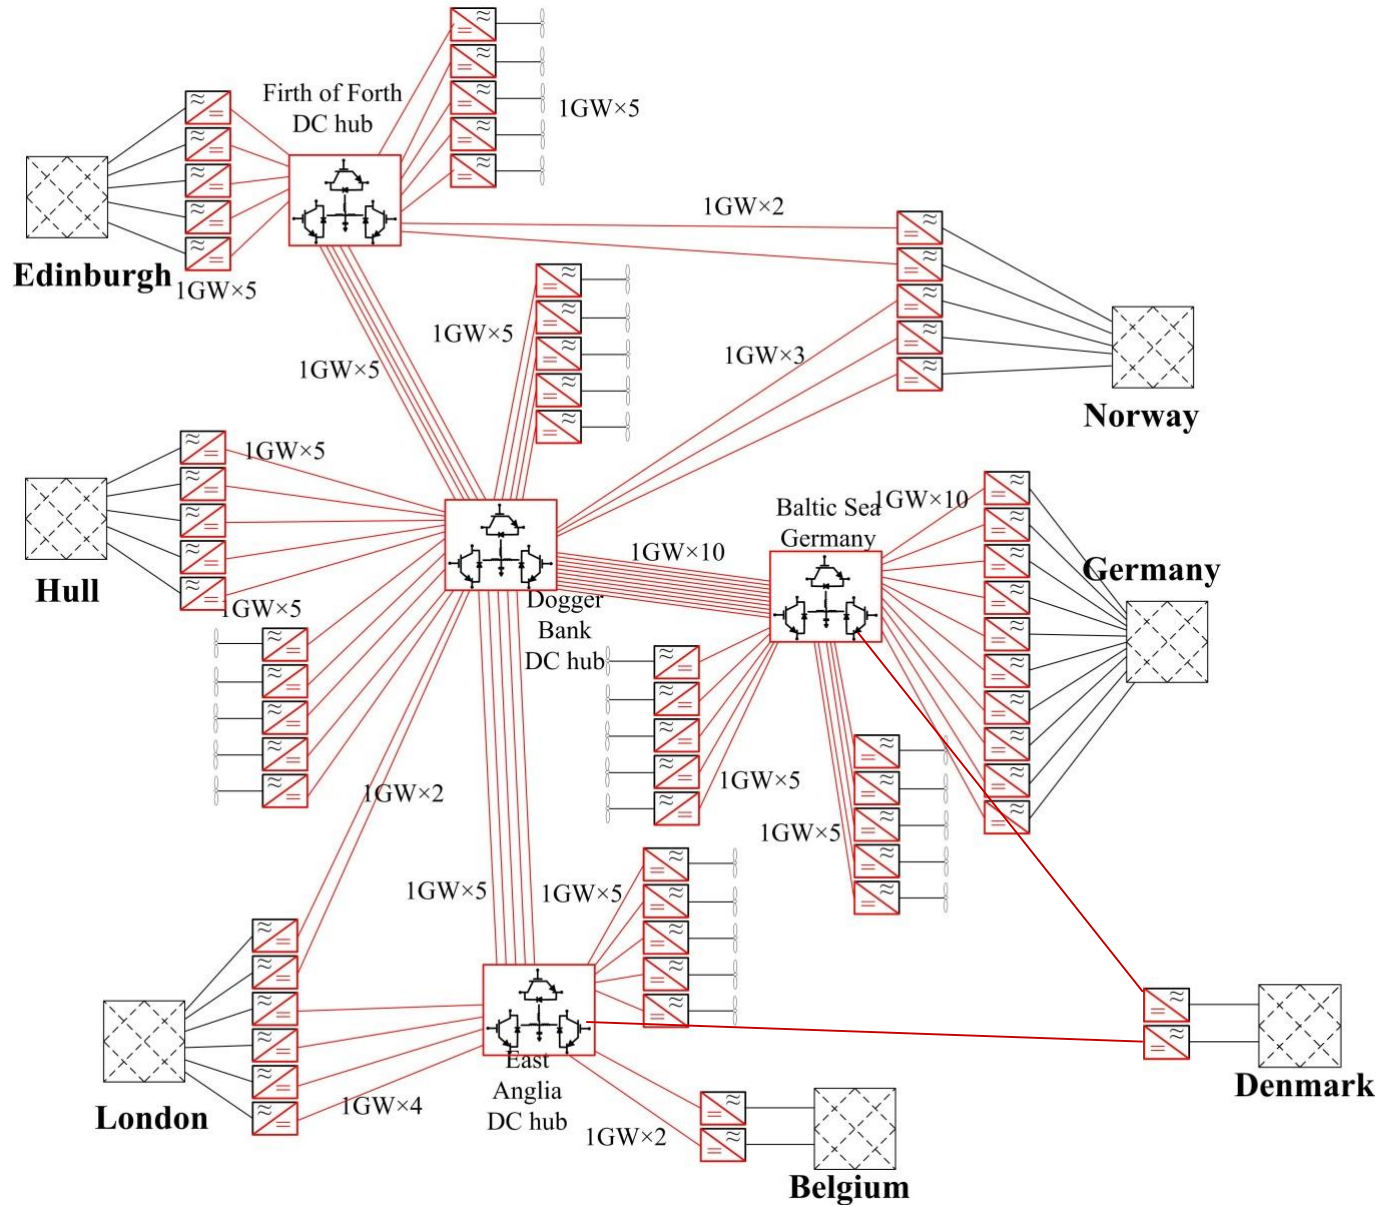 1GW×5
Firth of Forth
DC hub
1GW×2
Edinburgh
1GW×5
1GW×5
1GW×5
1GW×3
Norway
1GW×5
1GW×10
Baltic Sea
Germany
1GW×10
Germany
Hull
1GW×5
Dogger
Bank
DC hub
1GW×2
1GW×5
1GW×5
1GW×5
1GW×5
East
Anglia
DC hub
Denmark
London
1GW×4
1GW×2
Belgium